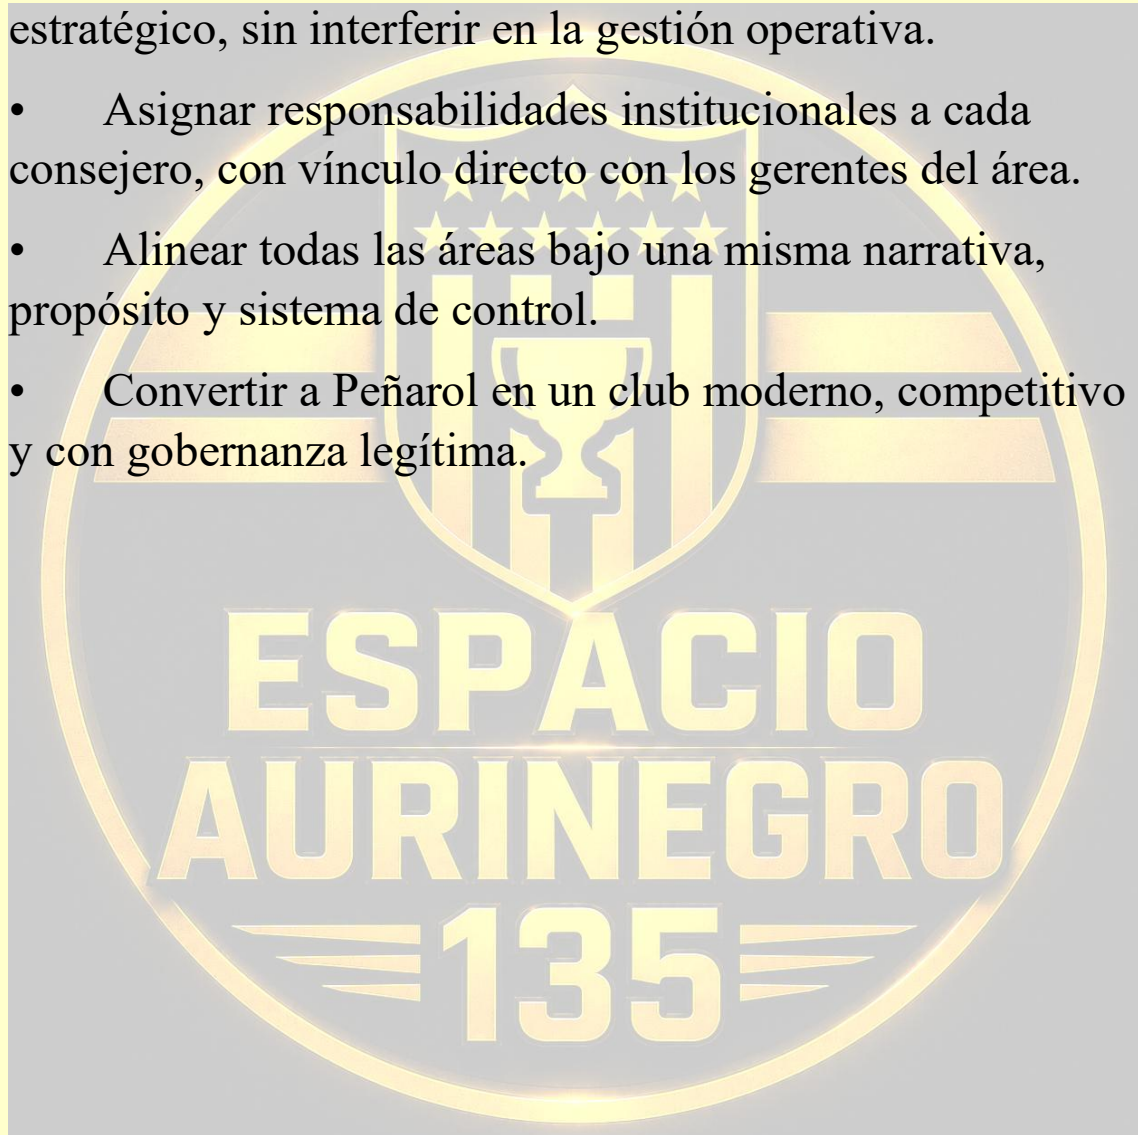 estratégico, sin interferir en la gestión operativa.
• Asignar responsabilidades institucionales a cada
consejero, con vínculo directo con los gerentes del área.
• Alinear todas las áreas bajo una misma narrativa,
propósito y sistema de control.
• Convertir a Peñarol en un club moderno, competitivo
y con gobernanza legítima.
ESPACIO
AURINEGRO
135